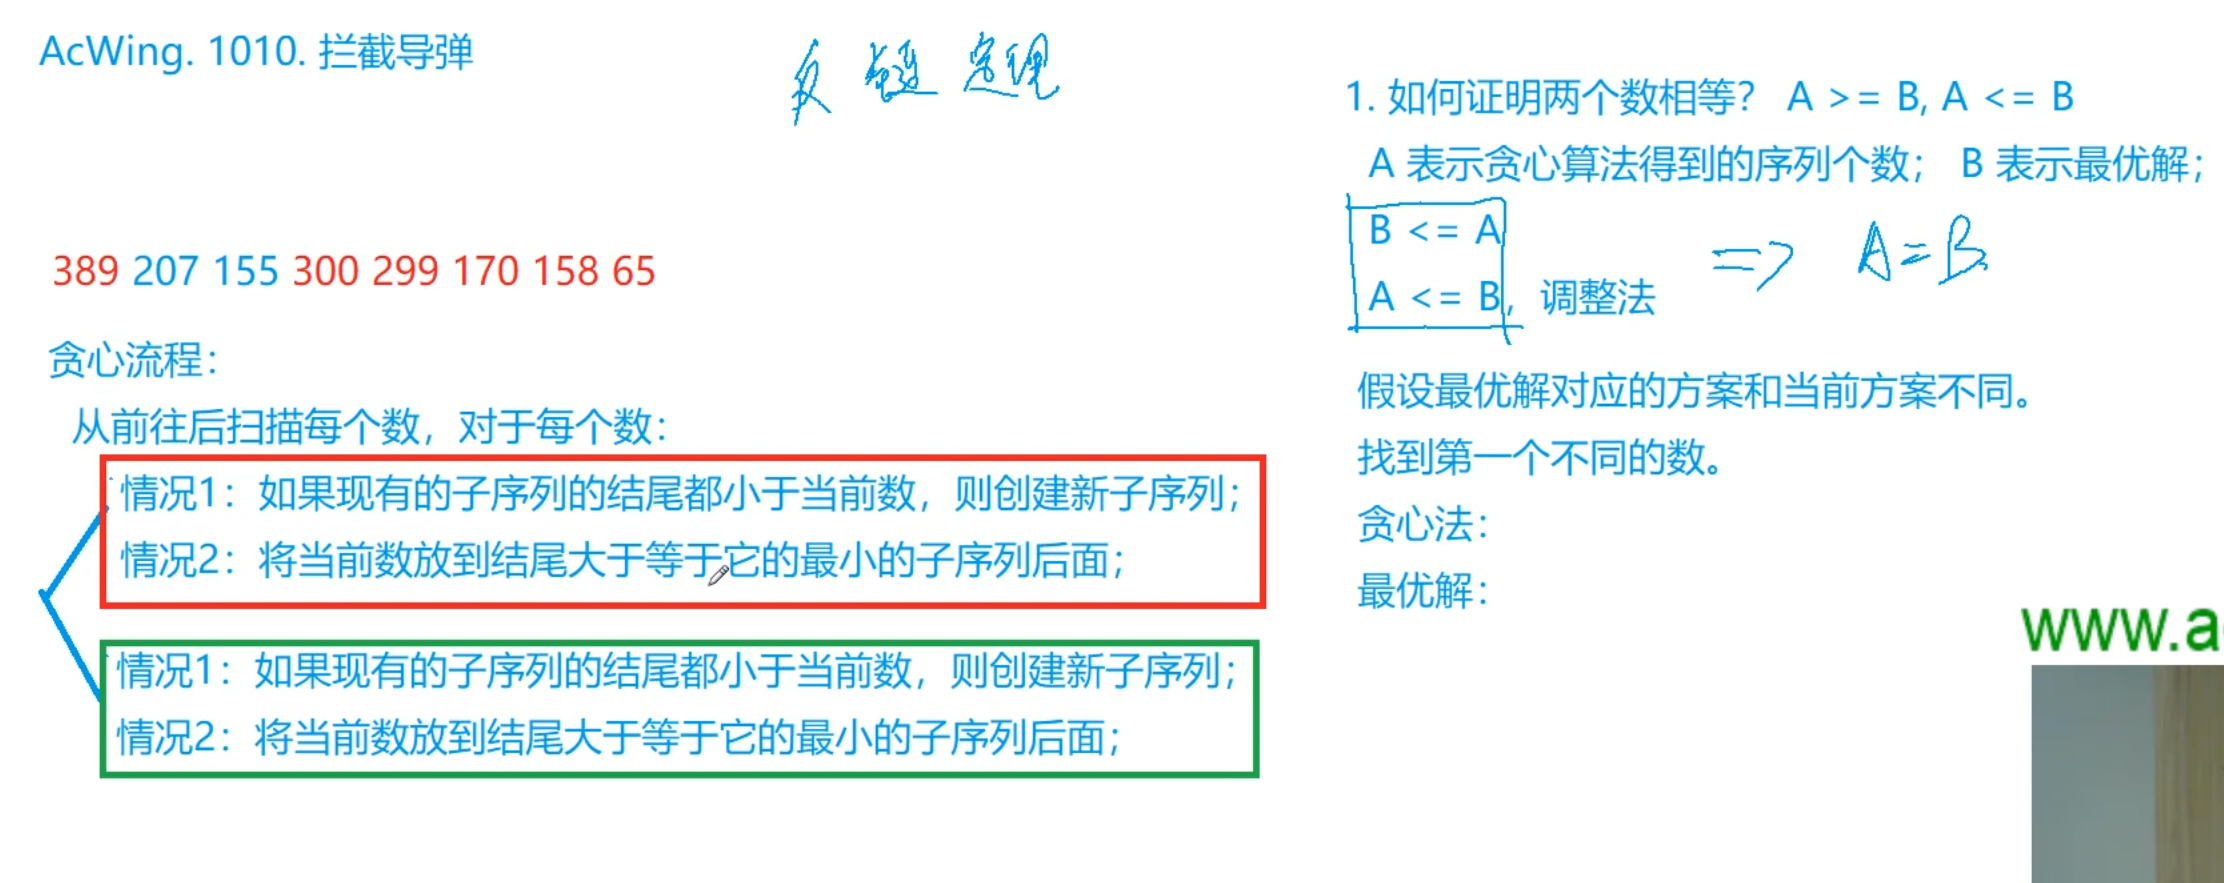 AcWing. 1010. 拦截导弹
反链定理
389 207 155 300 299 170 158 65
贪心流程：
从前往后扫描每个数，对于每个数：
情况1：如果现有的子序列的结尾都小于当前数，则创建新子序列；
情况2：将当前数放到结尾大于等于它的最小的子序列后面；
情况1：如果现有的子序列的结尾都小于当前数，则创建新子序列；
情况2：将当前数放到结尾大于等于它的最小的子序列后面；
1. 如何证明两个数相等？ A >= B, A <= B
A 表示贪心算法得到的序列个数； B 表示最优解；
B <= A
A <= B，调整法
=> A=B
假设最优解对应的方案和当前方案不同。
找到第一个不同的数。
贪心法：
最优解：
www.a